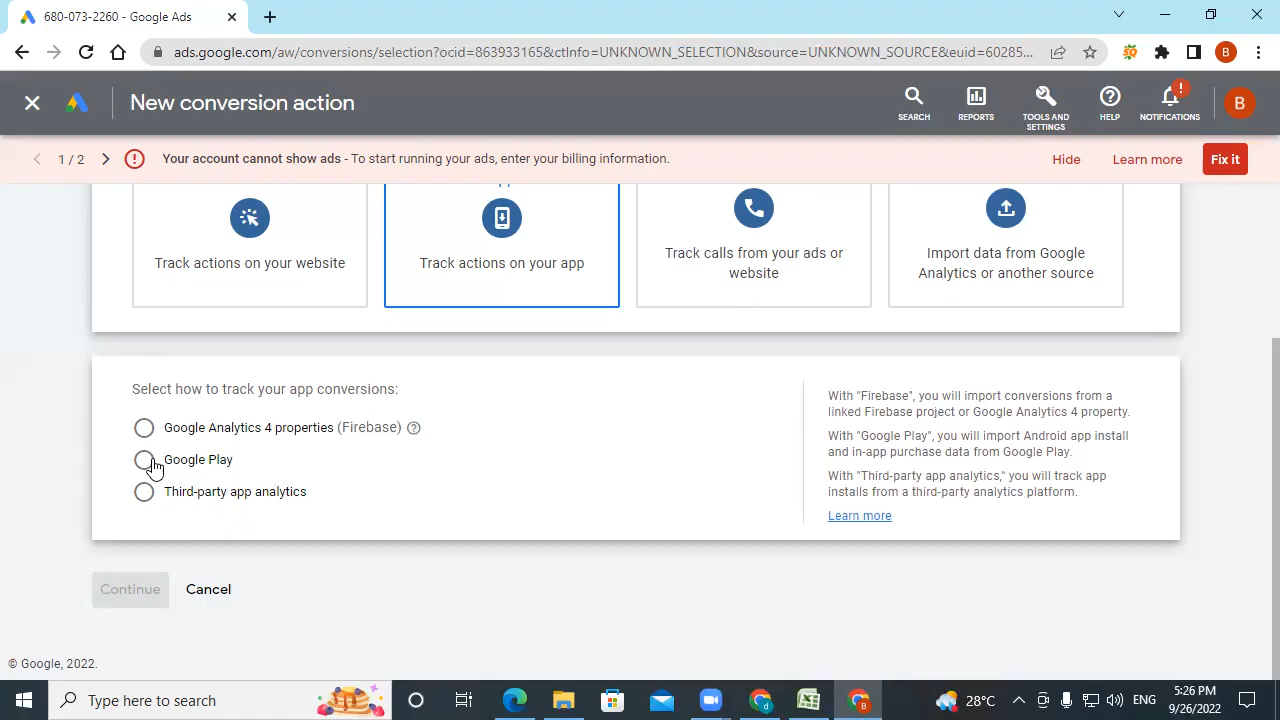 680-073-2260 - Google Ads
ads.google.com/aw/conversions/selection?ocid=863933165&ctInfo=UNKNOWN_SELECTION&source=UNKNOWN_SOURCE&euid=60285...
B
New conversion action
SEARCH
REPORTS
TOOLS AND
SETTINGS
HELP
!
NOTIFICATIONS
B
1 / 2
Your account cannot show ads - To start running your ads, enter your billing information.
Hide
Learn more
Fix it
Track actions on your website
Track actions on your app
Track calls from your ads or
website
Import data from Google
Analytics or another source
Select how to track your app conversions:
Google Analytics 4 properties (Firebase)
Google Play
Third-party app analytics
With "Firebase", you will import conversions from a
linked Firebase project or Google Analytics 4 property.
With "Google Play", you will import Android app install
and in-app purchase data from Google Play.
With "Third-party app analytics," you will track app
installs from a third-party analytics platform.
Learn more
Continue
Cancel
© Google, 2022.
Type here to search
28°C
ENG
5:26 PM
9/26/2022